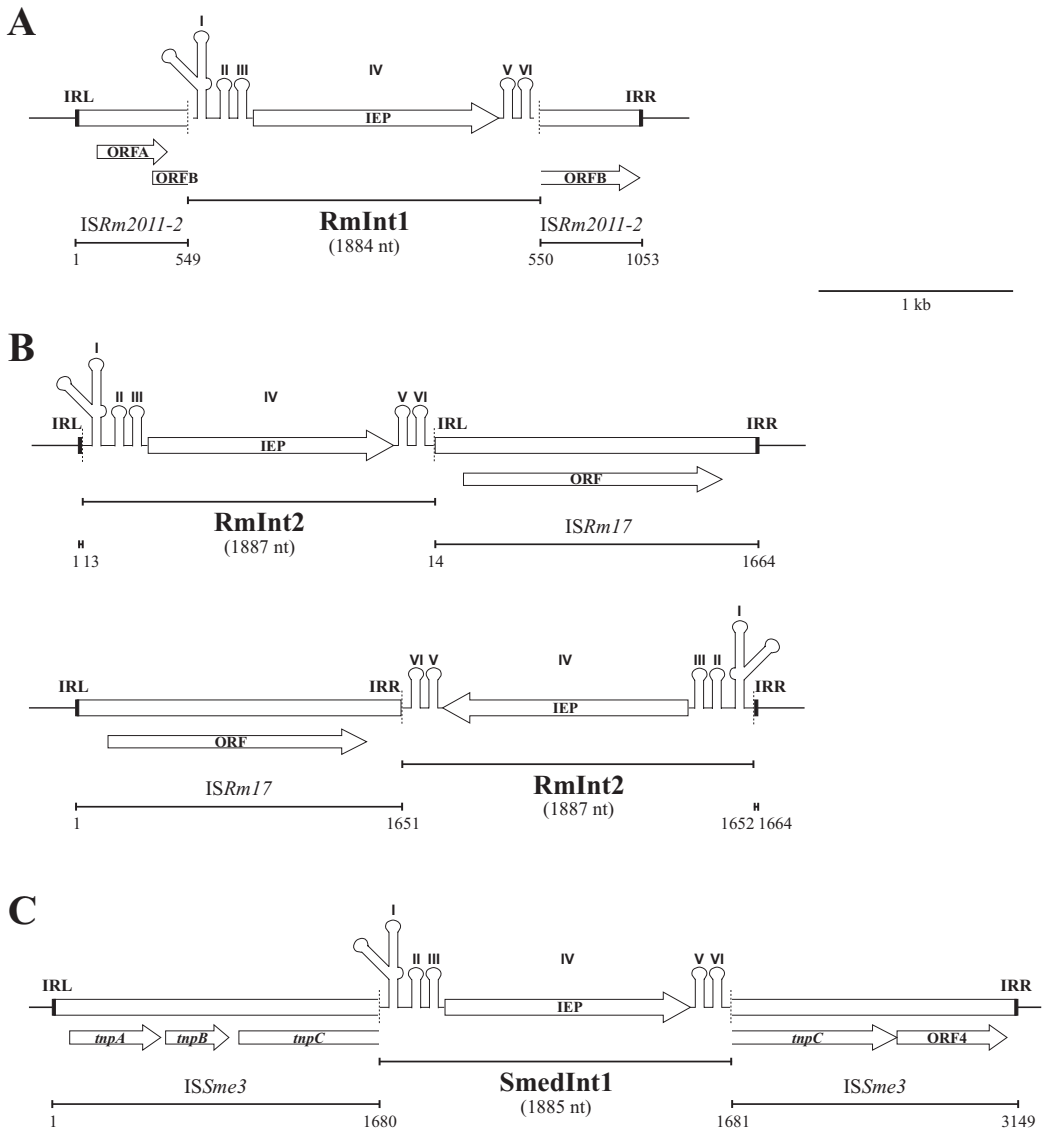 A
I
II III IV V VI
IRL IRR
IEP
ORFA
ORFB ORFB
RmInt1
(1884 nt)
ISRm2011-2 ISRm2011-2
1 549 550 1053
1 kb
B
I
II III IV V VI
IRL IRL IRR
IEP
ORF
RmInt2
(1887 nt)
ISRm17
1 13 14 1664
I
VI V IV III II
IRL IRR IRR
IEP
ORF
RmInt2
(1887 nt)
ISRm17
1 1651 1652 1664
C
I
II III IV V VI
IRL IRR
IEP
tnpA tnpB tnpC tnpC ORF4
SmedInt1
(1885 nt)
ISSme3 ISSme3
1 1680 1681 3149